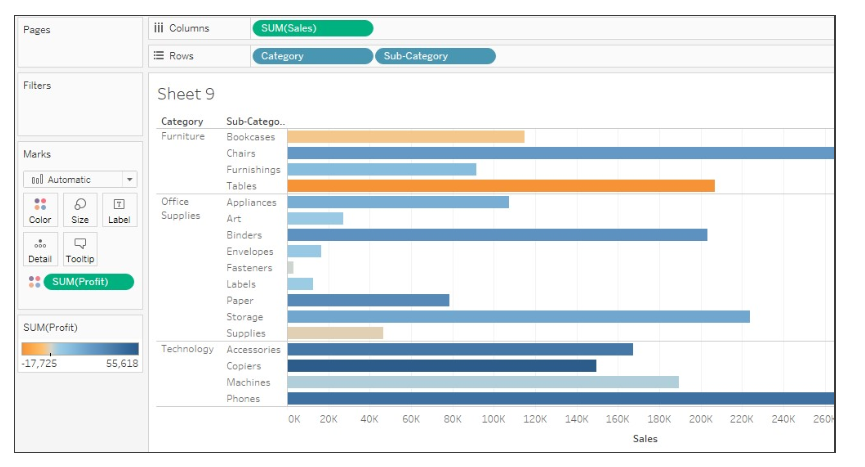 Pages
Columns SUM(Sales)
Rows Category Sub-Category
Filters
Sheet 9
Category Sub-Catego..
Furniture Bookcases
Chairs
Furnishings
Tables
Office Supplies Appliances
Art
Binders
Envelopes
Fasteners
Labels
Paper
Storage
Supplies
Technology Accessories
Copiers
Machines
Phones
0K 20K 40K 60K 80K 100K 120K 140K 160K 180K 200K 220K 240K 260K
Sales
Marks
Automatic
Color Size Label
Detail Tooltip
SUM(Profit)
SUM(Profit)
-17,725 55,618